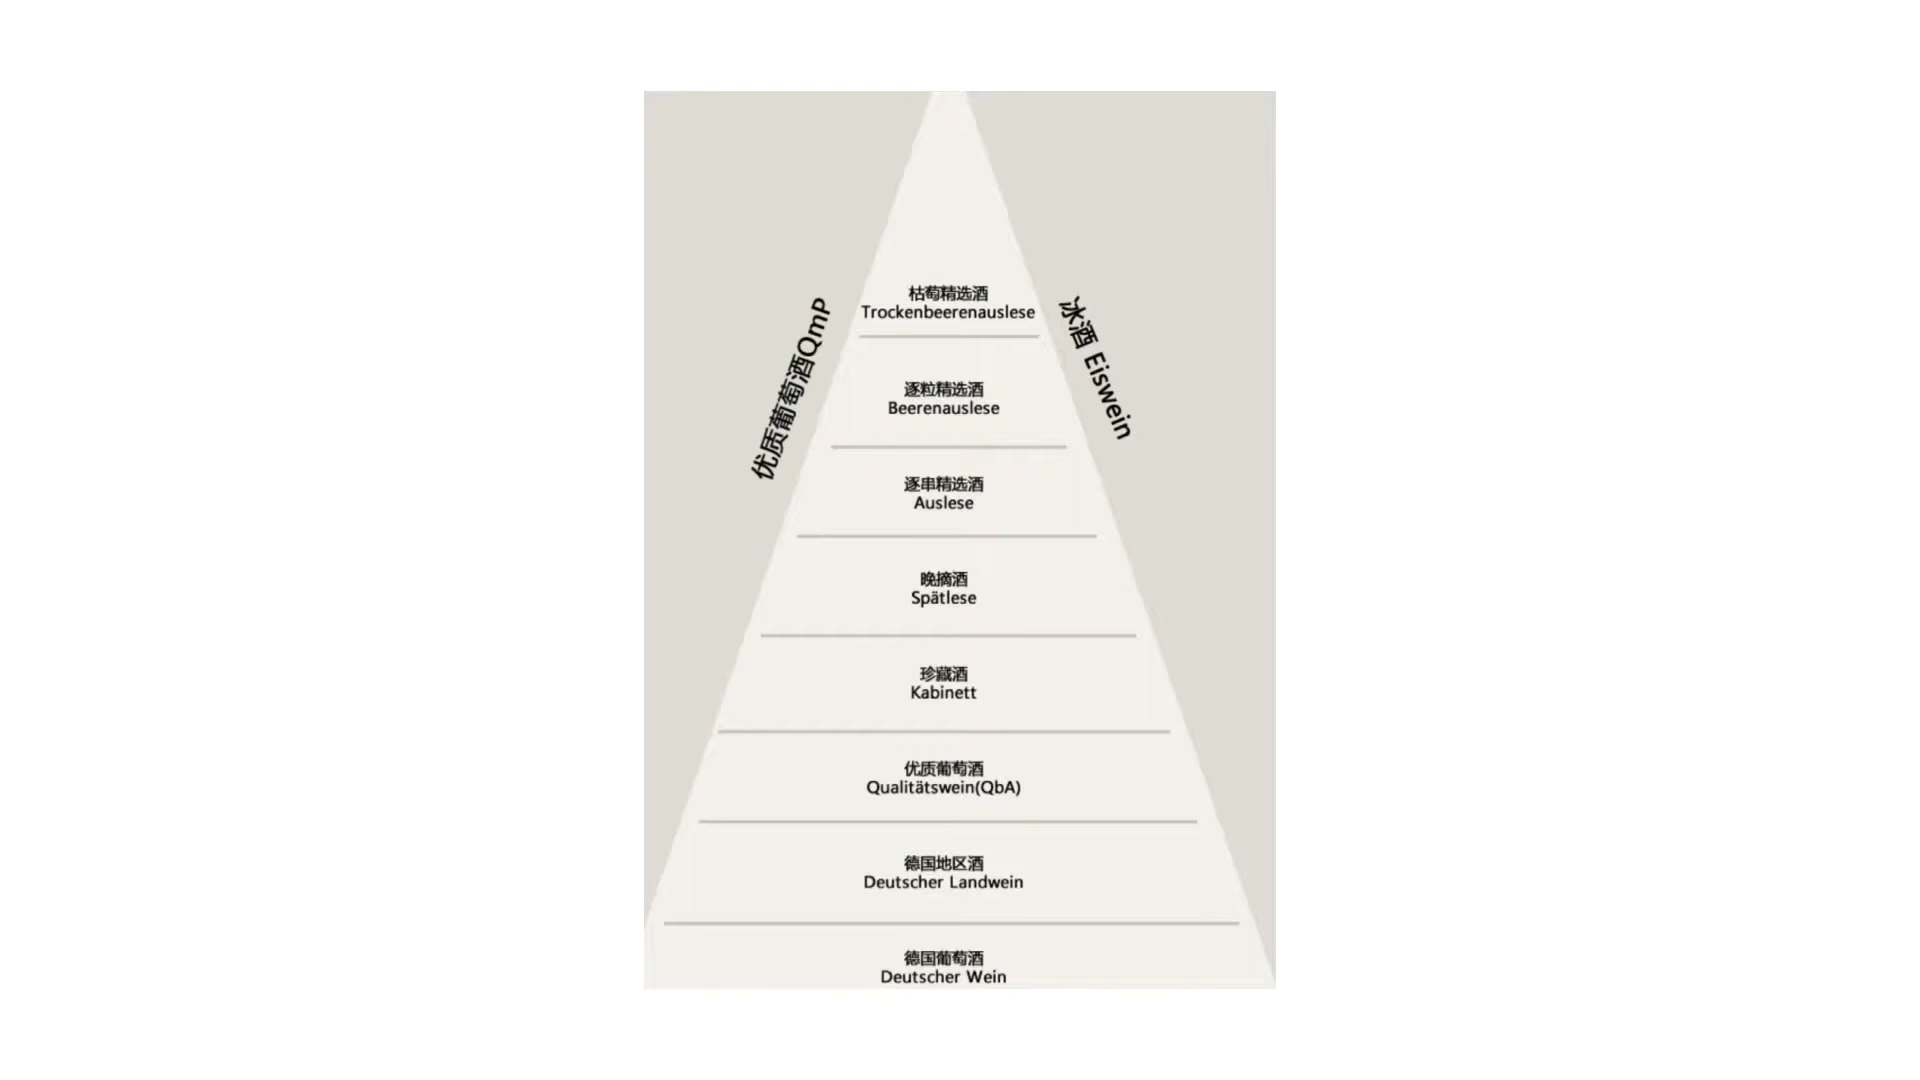 枯萄精选酒
Trockenbeerenauslese
优质葡萄酒QmP
冰酒 Eiswein
逐粒精选酒
Beerenauslese
逐串精选酒
Auslese
晚摘酒
Spätlese
珍藏酒
Kabinett
优质葡萄酒
Qualitätswein(QbA)
德国地区酒
Deutscher Landwein
德国葡萄酒
Deutscher Wein